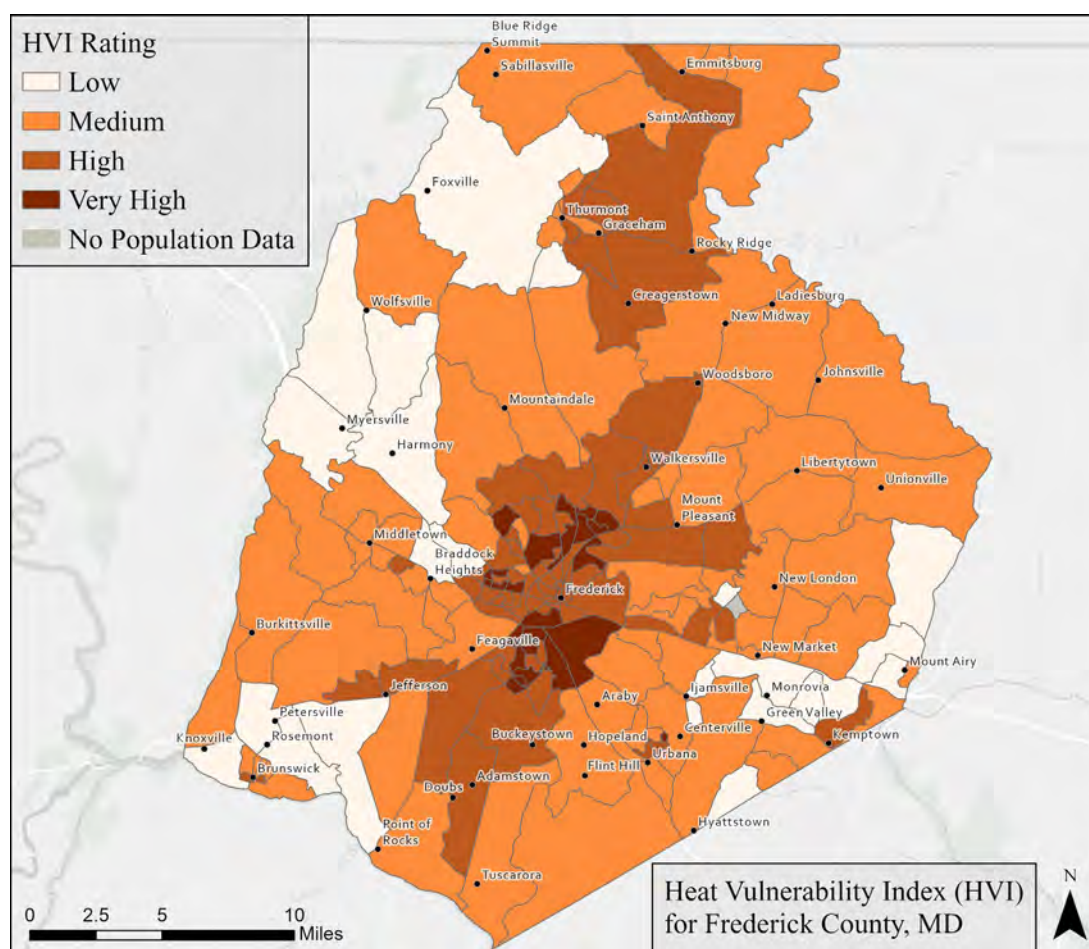 HVI Rating
Low
Medium
High
Very High
No Population Data
Blue Ridge
Summit
Sabillasville
Emmitsburg
Saint Anthony
Foxville
Thurmont
Graceham
Rocky Ridge
Wolfsville
Creagerstown
Ladiesburg
New Midway
Woodsboro
Johnsville
Mountaindale
Myersville
Harmony
Walkersville
Libertytown
Unionville
Mount
Pleasant
Middletown
Braddock
Heights
Frederick
New London
Burkittsville
Feagaville
New Market
Mount Airy
Jefferson
Araby
Ijamsville
Monrovia
Petersville
Green Valley
Knoxville
Rosemont
Buckeystown
Hopeland
Centerville
Kemptown
Brunswick
Adamstown
Flint Hill
Urbana
Doubs
Point of
Rocks
Hyattstown
Tuscarora
Heat Vulnerability Index (HVI)
for Frederick County, MD
N
0 2.5 5 10
Miles